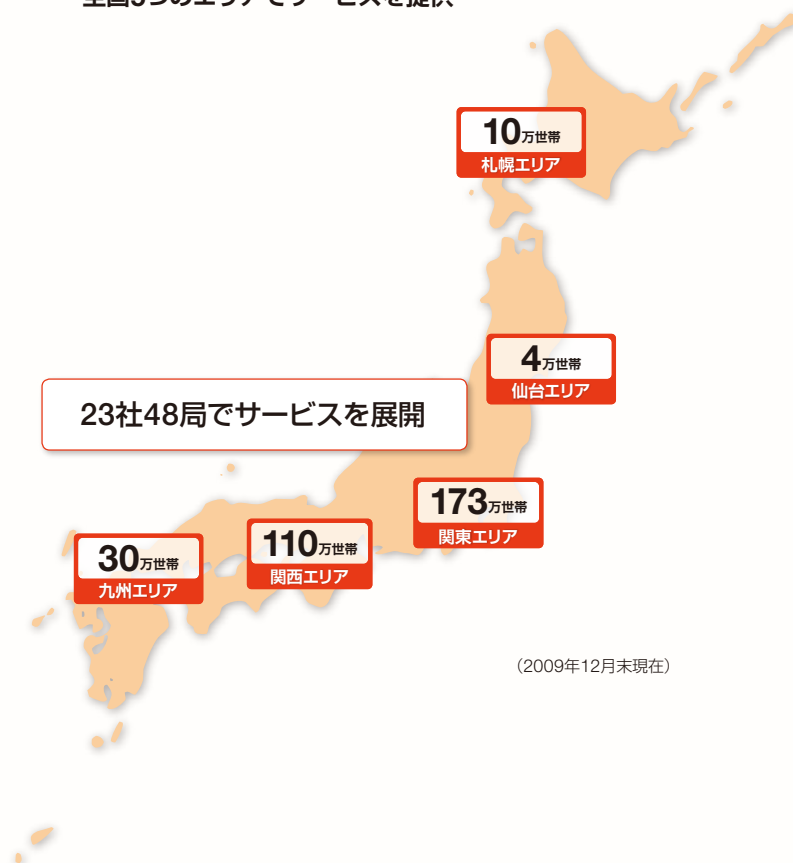 10万世帯
札幌エリア
4万世帯
仙台エリア
23社48局でサービスを展開
173万世帯
関東エリア
110万世帯
関西エリア
30万世帯
九州エリア
（2009年12月末現在）